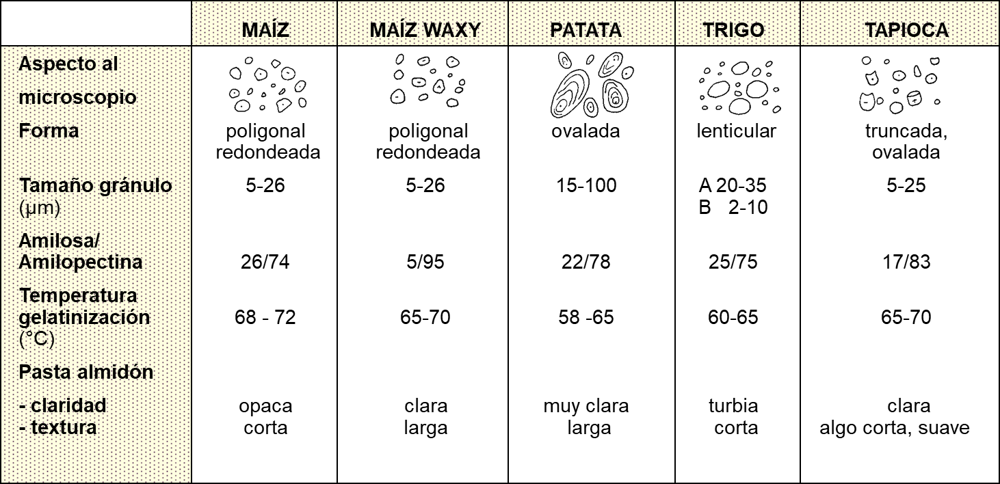 MAÍZ MAÍZ WAXY PATATA TRIGO TAPIOCA
Aspecto al
microscopio
Forma poligonal poligonal ovalada lenticular truncada,
redondeada redondeada ovalada
Tamaño gránulo 5-26 5-26 15-100 A 20-35 5-25
(µm) B 2-10
Amilosa/
Amilopectina 26/74 5/95 22/78 25/75 17/83
Temperatura
gelatinización 68 - 72 65-70 58 -65 60-65 65-70
(°C)
Pasta almidón
- claridad opaca clara muy clara turbia clara
- textura corta larga larga corta algo corta, suave